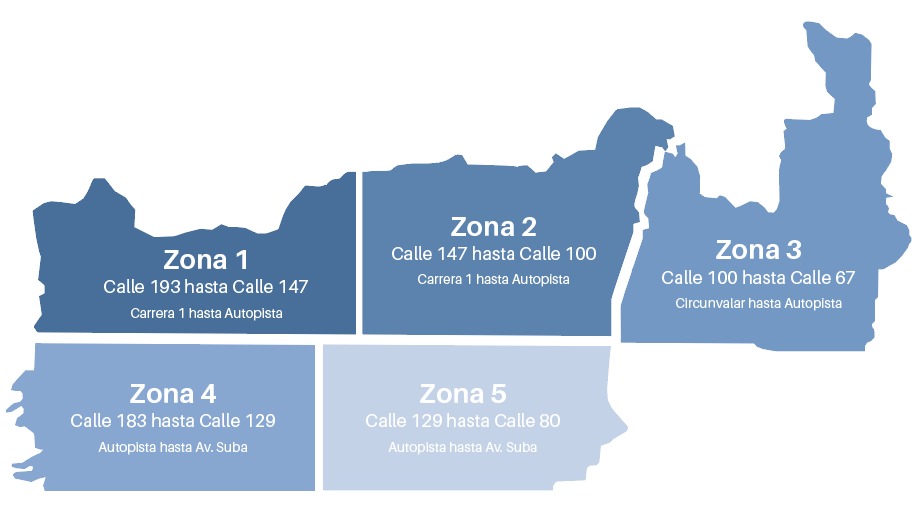 Zona 1
Calle 193 hasta Calle 147
Carrera 1 hasta Autopista
Zona 2
Calle 147 hasta Calle 100
Carrera 1 hasta Autopista
Zona 3
Calle 100 hasta Calle 67
Circunvalar hasta Autopista
Zona 4
Calle 183 hasta Calle 129
Autopista hasta Av. Suba
Zona 5
Calle 129 hasta Calle 80
Autopista hasta Av. Suba